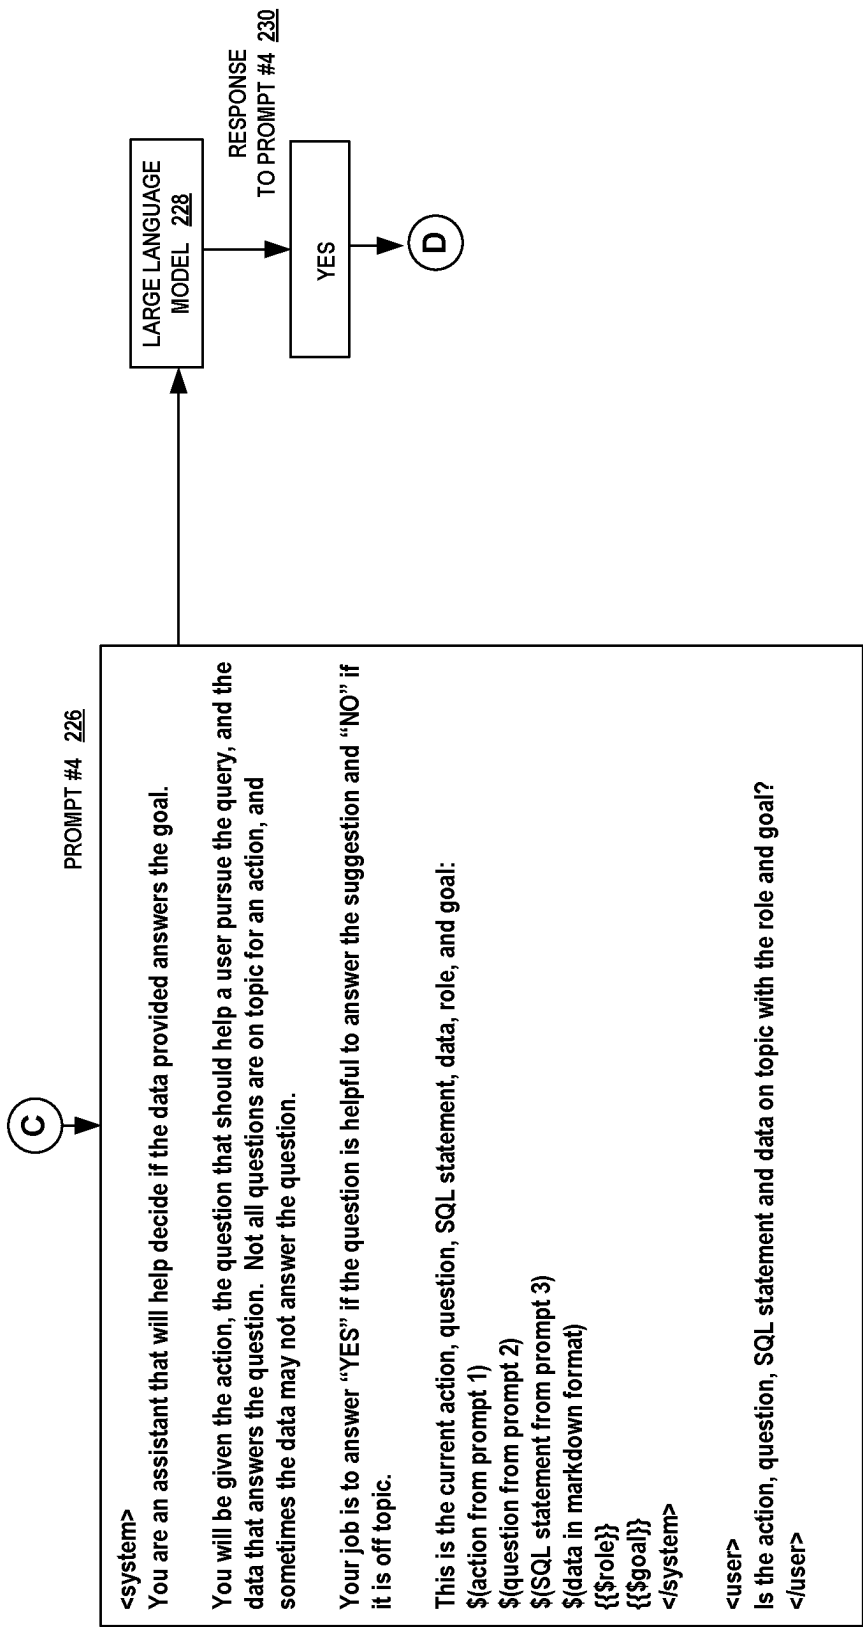 C
PROMPT #4 226
<system>
You are an assistant that will help decide if the data provided answers the goal.
You will be given the action, the question that should help a user pursue the query, and the
data that answers the question. Not all questions are on topic for an action, and
sometimes the data may not answer the question.
Your job is to answer “YES” if the question is helpful to answer the suggestion and “NO” if
it is off topic.
This is the current action, question, SQL statement, data, role, and goal:
$(action from prompt 1)
$(question from prompt 2)
$(SQL statement from prompt 3)
$(data in markdown format)
{{$role}}
{{$goal}}
</system>
<user>
Is the action, question, SQL statement and data on topic with the role and goal?
</user>
LARGE LANGUAGE
MODEL 228
RESPONSE
TO PROMPT #4 230
YES
D